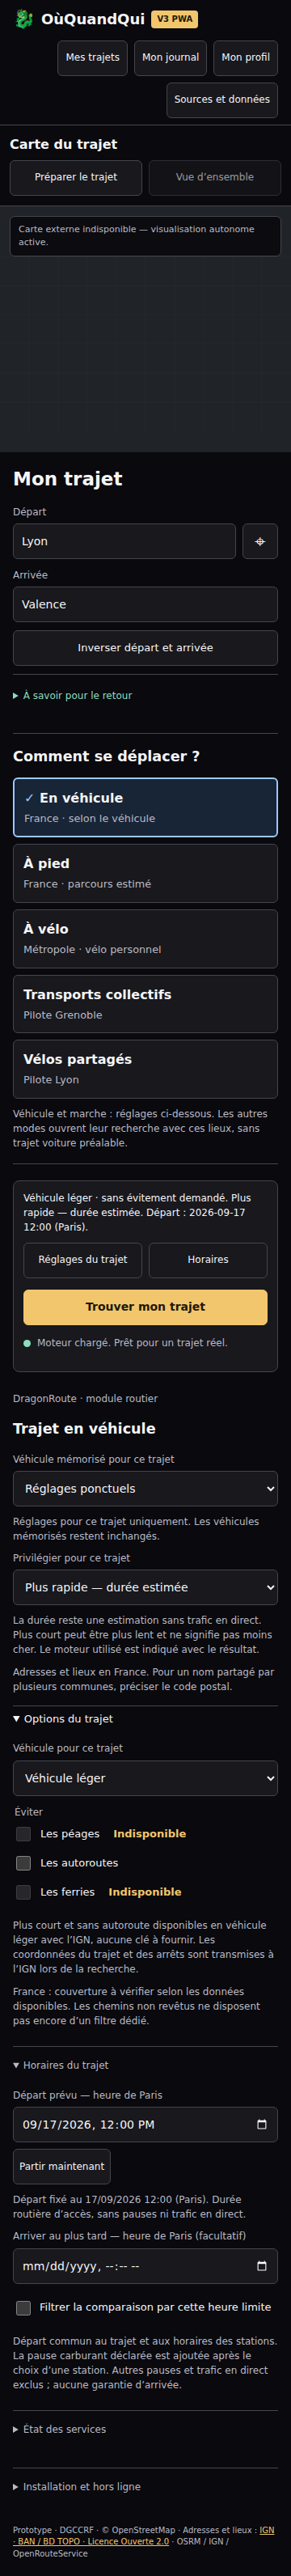 OùQuandQui V3 PWA
Mes trajets Mon journal Mon profil
Sources et données
Carte du trajet
Préparer le trajet Vue d’ensemble
Carte externe indisponible — visualisation autonome
active.
Mon trajet
Départ
Lyon
Arrivée
Valence
Inverser départ et arrivée
À savoir pour le retour
Comment se déplacer ?
✓ En véhicule
France · selon le véhicule
À pied
France · parcours estimé
À vélo
Métropole · vélo personnel
Transports collectifs
Pilote Grenoble
Vélos partagés
Pilote Lyon
Véhicule et marche : réglages ci-dessous. Les autres
modes ouvrent leur recherche avec ces lieux, sans
trajet voiture préalable.
Véhicule léger · sans évitement demandé. Plus
rapide — durée estimée. Départ : 2026-09-17
12:00 (Paris).
Réglages du trajet Horaires
Trouver mon trajet
Moteur chargé. Prêt pour un trajet réel.
DragonRoute · module routier
Trajet en véhicule
Véhicule mémorisé pour ce trajet
Réglages ponctuels
Réglages pour ce trajet uniquement. Les véhicules
mémorisés restent inchangés.
Privilégier pour ce trajet
Plus rapide — durée estimée
La durée reste une estimation sans trafic en direct.
Plus court peut être plus lent et ne signifie pas moins
cher. Le moteur utilisé est indiqué avec le résultat.
Adresses et lieux en France. Pour un nom partagé par
plusieurs communes, préciser le code postal.
Options du trajet
Véhicule pour ce trajet
Véhicule léger
Éviter
Les péages Indisponible
Les autoroutes
Les ferries Indisponible
Plus court et sans autoroute disponibles en véhicule
léger avec l’IGN, aucune clé à fournir. Les
coordonnées du trajet et des arrêts sont transmises à
l’IGN lors de la recherche.
France : couverture à vérifier selon les données
disponibles. Les chemins non revêtus ne disposent
pas encore d’un filtre dédié.
Horaires du trajet
Départ prévu — heure de Paris
09/17/2026, 12:00 PM
Partir maintenant
Départ fixé au 17/09/2026 12:00 (Paris). Durée
routière d’accès, sans pauses ni trafic en direct.
Arriver au plus tard — heure de Paris (facultatif)
mm/dd/yyyy, --:-- --
Filtrer la comparaison par cette heure limite
Départ commun au trajet et aux horaires des stations.
La pause carburant déclarée est ajoutée après le
choix d’une station. Autres pauses et trafic en direct
exclus ; aucune garantie d’arrivée.
État des services
Installation et hors ligne
Prototype · DGCCRF · © OpenStreetMap · Adresses et lieux : IGN
· BAN / BD TOPO · Licence Ouverte 2.0 · OSRM / IGN /
OpenRouteService